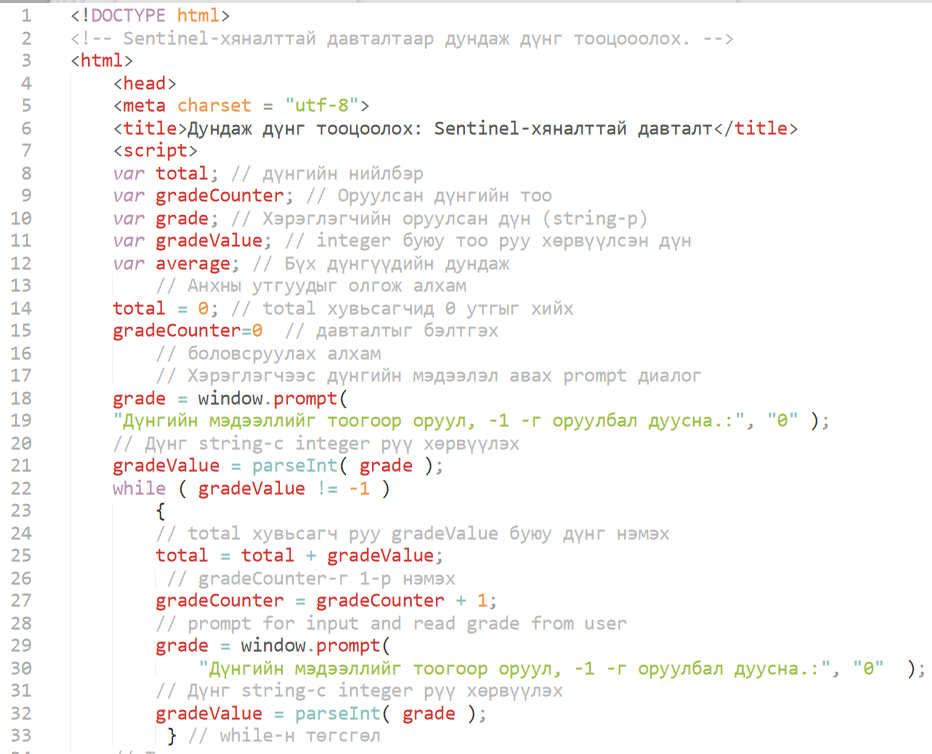 1 <!DOCTYPE html>
2 <!-- Sentinel-хяналттай давталтаар дундаж дүнг тооцооолох. -->
3 <html>
4 <head>
5 <meta charset = "utf-8">
6 <title>Дундаж дүнг тооцоолох: Sentinel-хяналттай давталт</title>
7 <script>
8 var total; // дүнгийн нийлбэр
9 var gradeCounter; // Оруулсан дүнгийн тоо
10 var grade; // Хэрэглэгчийн оруулсан дүн (string-р)
11 var gradeValue; // integer буюу тоо руу хөрвүүлсэн дүн
12 var average; // Бүх дүнгүүдийн дундаж
13 // Анхны утгуудыг олгож алхам
14 total = 0; // total хувьсагчид 0 утгыг хийх
15 gradeCounter=0 // давталтыг бэлтгэх
16 // боловсруулах алхам
17 // Хэрэглэгчээс дүнгийн мэдээлэл авах prompt диалог
18 grade = window.prompt(
19 "Дүнгийн мэдээллийг тоогоор оруул, -1 -г оруулбал дуусна.:", "0" );
20 // Дүнг string-с integer рүү хөрвүүлэх
21 gradeValue = parseInt( grade );
22 while ( gradeValue != -1 )
23 {
24 // total хувьсагч руу gradeValue буюу дүнг нэмэх
25 total = total + gradeValue;
26 // gradeCounter-г 1-р нэмэх
27 gradeCounter = gradeCounter + 1;
28 // prompt for input and read grade from user
29 grade = window.prompt(
30 "Дүнгийн мэдээллийг тоогоор оруул, -1 -г оруулбал дуусна.:", "0" );
31 // Дүнг string-с integer рүү хөрвүүлэх
32 gradeValue = parseInt( grade );
33 } // while-н төгсгөл